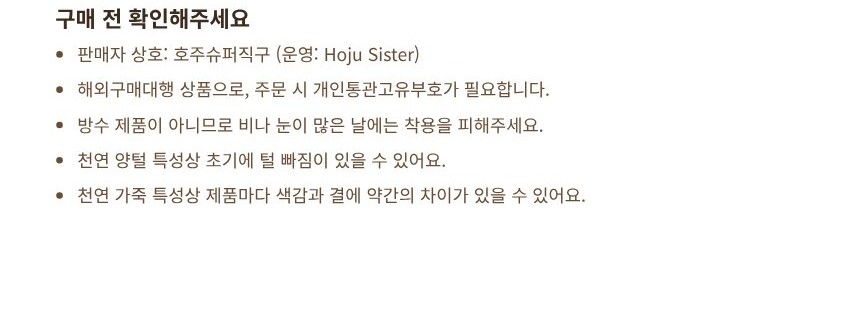 구매 전 확인해주세요
• 판매자 상호: 호주슈퍼직구 (운영: Hoju Sister)
• 해외구매대행 상품으로, 주문 시 개인통관고유부호가 필요합니다.
• 방수 제품이 아니므로 비나 눈이 많은 날에는 착용을 피해주세요.
• 천연 양털 특성상 초기에 털 빠짐이 있을 수 있어요.
• 천연 가죽 특성상 제품마다 색감과 결에 약간의 차이가 있을 수 있어요.